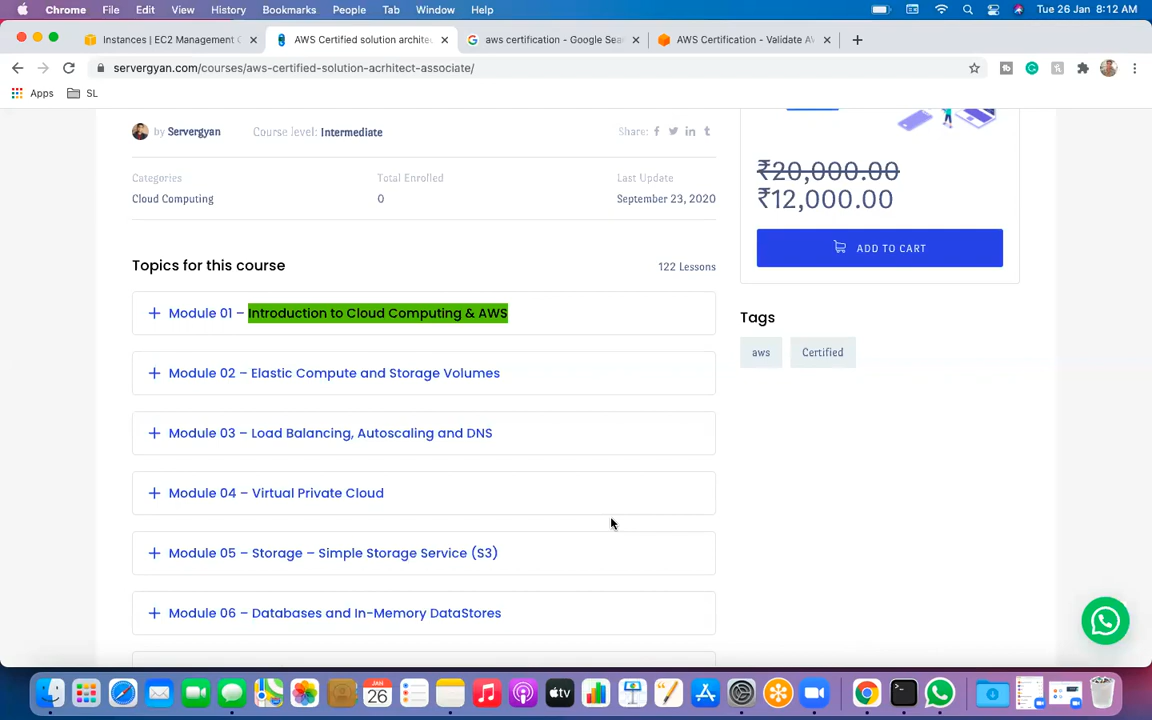 Chrome File Edit View History Bookmarks People Tab Window Help Tue 26 Jan 8:12 AM
Instances | EC2 Management C AWS Certified solution archite aws certification - Google Sea AWS Certification - Validate AV
servergyan.com/courses/aws-certified-solution-acrhitect-associate/
Apps SL
by Servergyan Course level: Intermediate Share:
Categories Total Enrolled Last Update
Cloud Computing 0 September 23, 2020
₹20,000.00
₹12,000.00
ADD TO CART
Topics for this course 122 Lessons
Module 01 – Introduction to Cloud Computing & AWS
Module 02 – Elastic Compute and Storage Volumes
Module 03 – Load Balancing, Autoscaling and DNS
Module 04 – Virtual Private Cloud
Module 05 – Storage – Simple Storage Service (S3)
Module 06 – Databases and In-Memory DataStores
Tags
aws Certified
JAN
26
tv